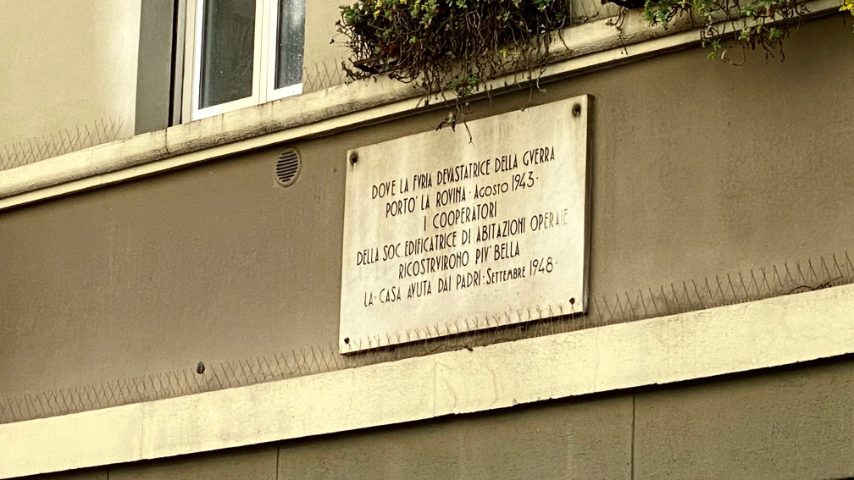 DOVE LA FVRIA DEVASTATRICE DELLA GVERRA
PORTO' LA ROVINA · AGOSTO 1943 ·
I COOPERATORI
DELLA SOC. EDIFICATRICE DI ABITAZIONI OPERAIE
RICOSTRVIRONO PIV' BELLA
LA · CASA AVUTA DAI PADRI · SETTEMBRE 1948 ·